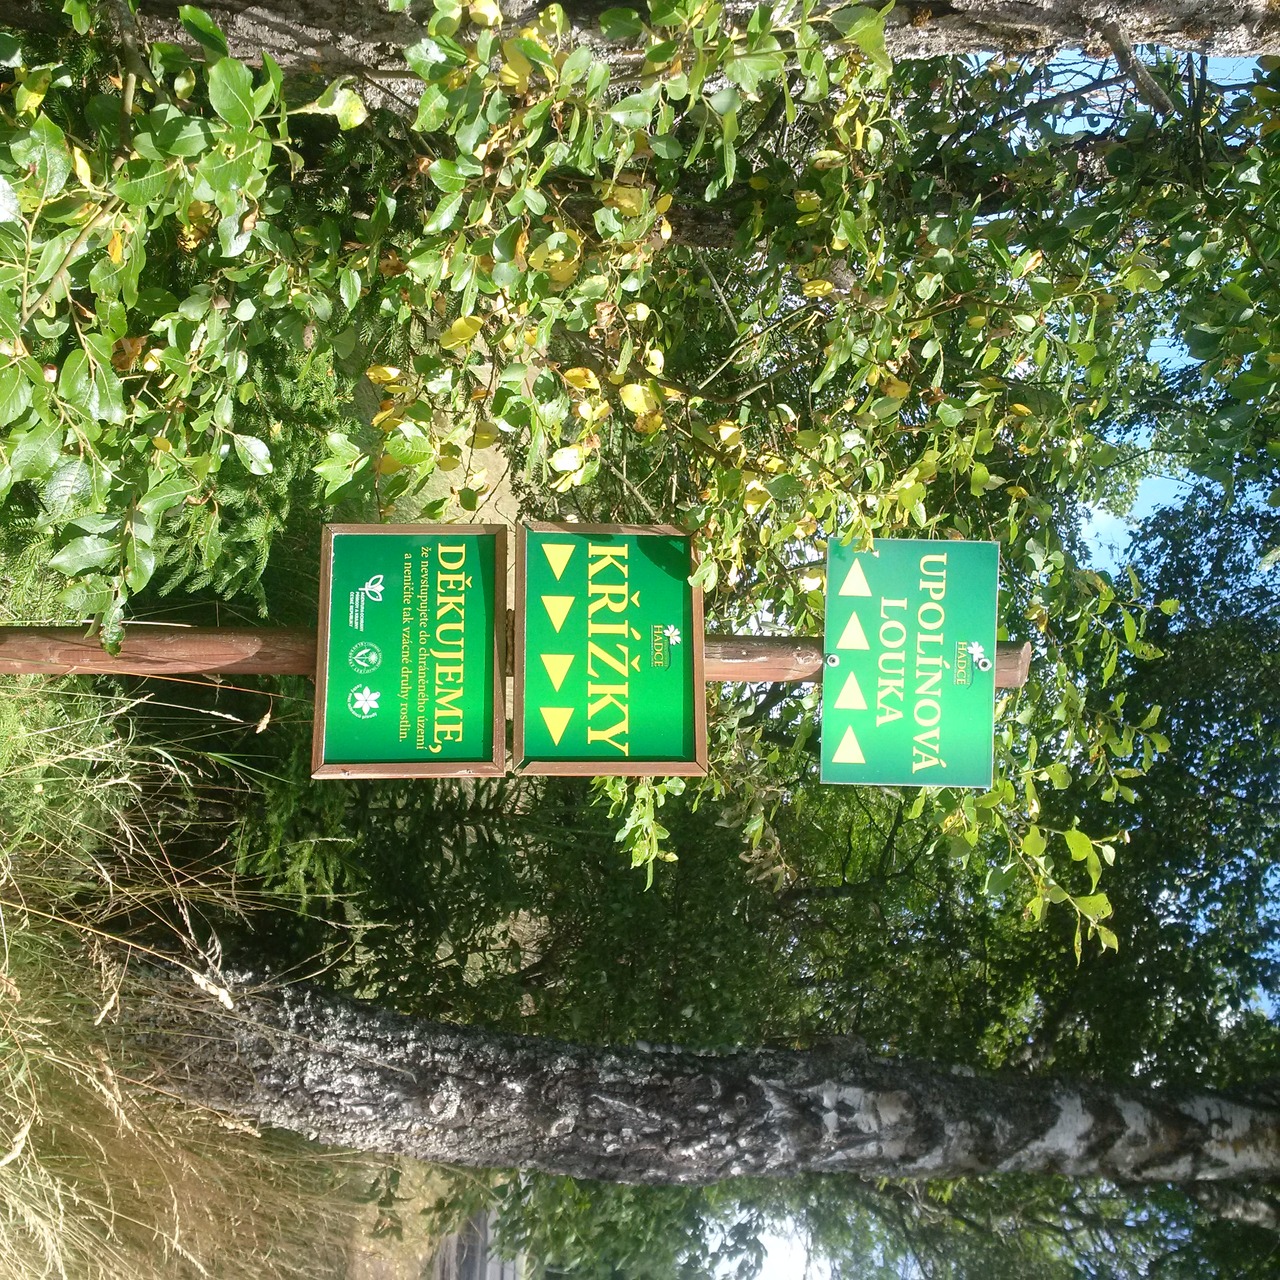 HADCE
UPOLÍNOVÁ
LOUKA
HADCE
KŘÍŽKY
DĚKUJEME,
že nevstupujete do chráněného území
a neničíte tak vzácné druhy rostlin.